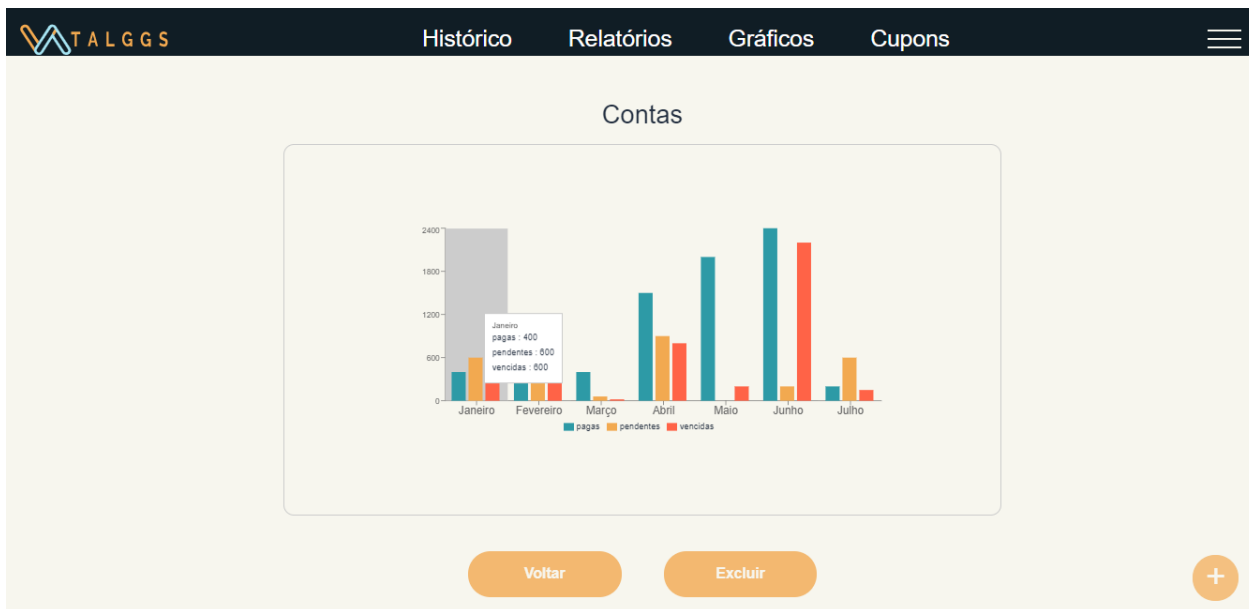 TALGGS
Histórico Relatórios Gráficos Cupons
Contas
2400
1800
1200
600
0
Janeiro
pagas : 400
pendentes : 600
vencidas : 600
Janeiro Fevereiro Março Abril Maio Junho Julho
pagas pendentes vencidas
Voltar Excluir
+